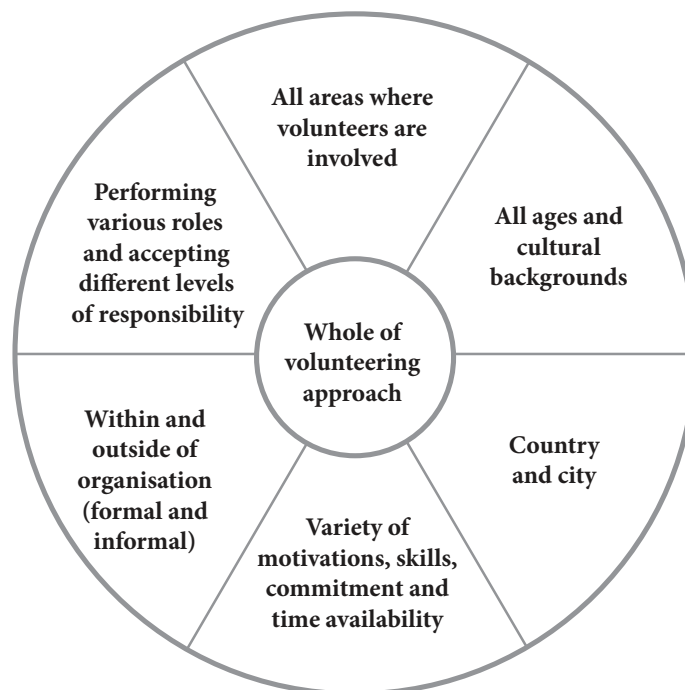 All areas where
volunteers are
involved
All ages and
cultural
backgrounds
Country
and city
Variety of
motivations, skills,
commitment and
time availability
Within and
outside of
organisation
(formal and
informal)
Performing
various roles
and accepting
different levels
of responsibility
Whole of
volunteering
approach